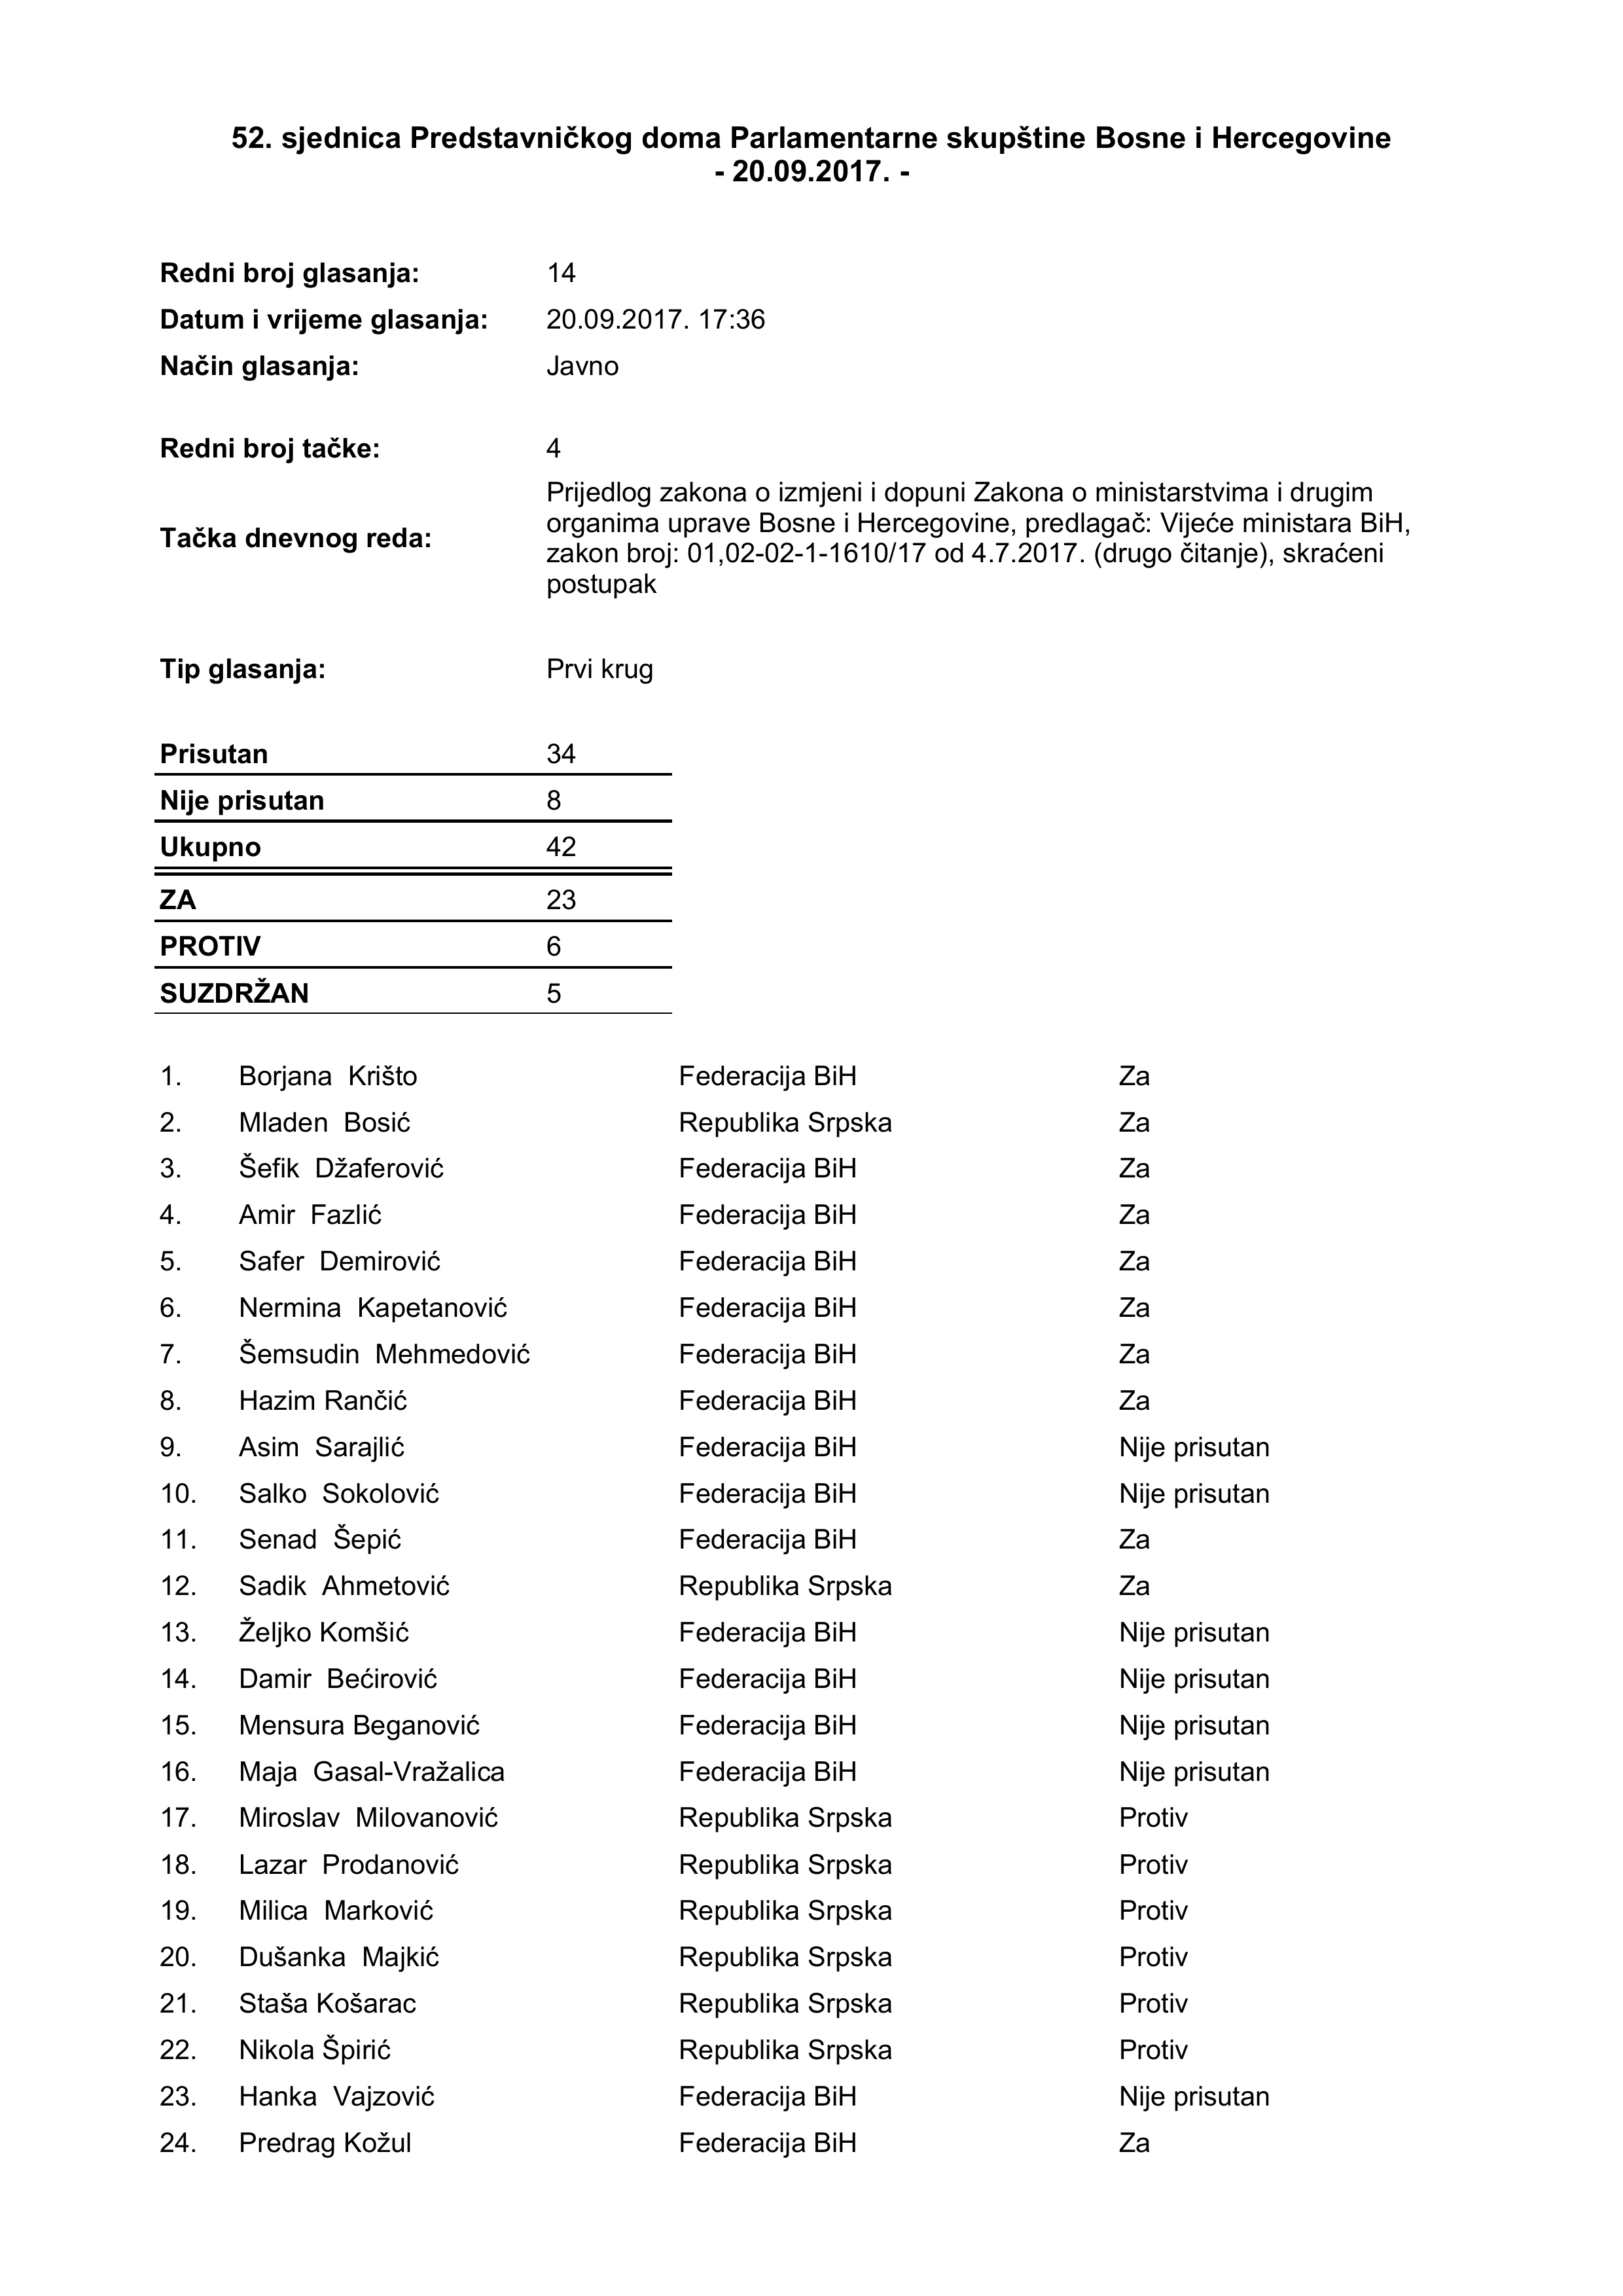 52. sjednica Predstavničkog doma Parlamentarne skupštine Bosne i Hercegovine
- 20.09.2017. -
Redni broj glasanja: 14
Datum i vrijeme glasanja: 20.09.2017. 17:36
Način glasanja: Javno
Redni broj tačke: 4
Tačka dnevnog reda: Prijedlog zakona o izmjeni i dopuni Zakona o ministarstvima i drugim
organima uprave Bosne i Hercegovine, predlagač: Vijeće ministara BiH,
zakon broj: 01,02-02-1-1610/17 od 4.7.2017. (drugo čitanje), skraćeni
postupak
Tip glasanja: Prvi krug
Prisutan 34
Nije prisutan 8
Ukupno 42
ZA 23
PROTIV 6
SUZDRŽAN 5
1. Borjana Krišto Federacija BiH Za
2. Mladen Bosić Republika Srpska Za
3. Šefik Džaferović Federacija BiH Za
4. Amir Fazlić Federacija BiH Za
5. Safer Demirović Federacija BiH Za
6. Nermina Kapetanović Federacija BiH Za
7. Šemsudin Mehmedović Federacija BiH Za
8. Hazim Rančić Federacija BiH Za
9. Asim Sarajlić Federacija BiH Nije prisutan
10. Salko Sokolović Federacija BiH Nije prisutan
11. Senad Šepić Federacija BiH Za
12. Sadik Ahmetović Republika Srpska Za
13. Željko Komšić Federacija BiH Nije prisutan
14. Damir Bećirović Federacija BiH Nije prisutan
15. Mensura Beganović Federacija BiH Nije prisutan
16. Maja Gasal-Vražalica Federacija BiH Nije prisutan
17. Miroslav Milovanović Republika Srpska Protiv
18. Lazar Prodanović Republika Srpska Protiv
19. Milica Marković Republika Srpska Protiv
20. Dušanka Majkić Republika Srpska Protiv
21. Staša Košarac Republika Srpska Protiv
22. Nikola Špirić Republika Srpska Protiv
23. Hanka Vajzović Federacija BiH Nije prisutan
24. Predrag Kožul Federacija BiH Za